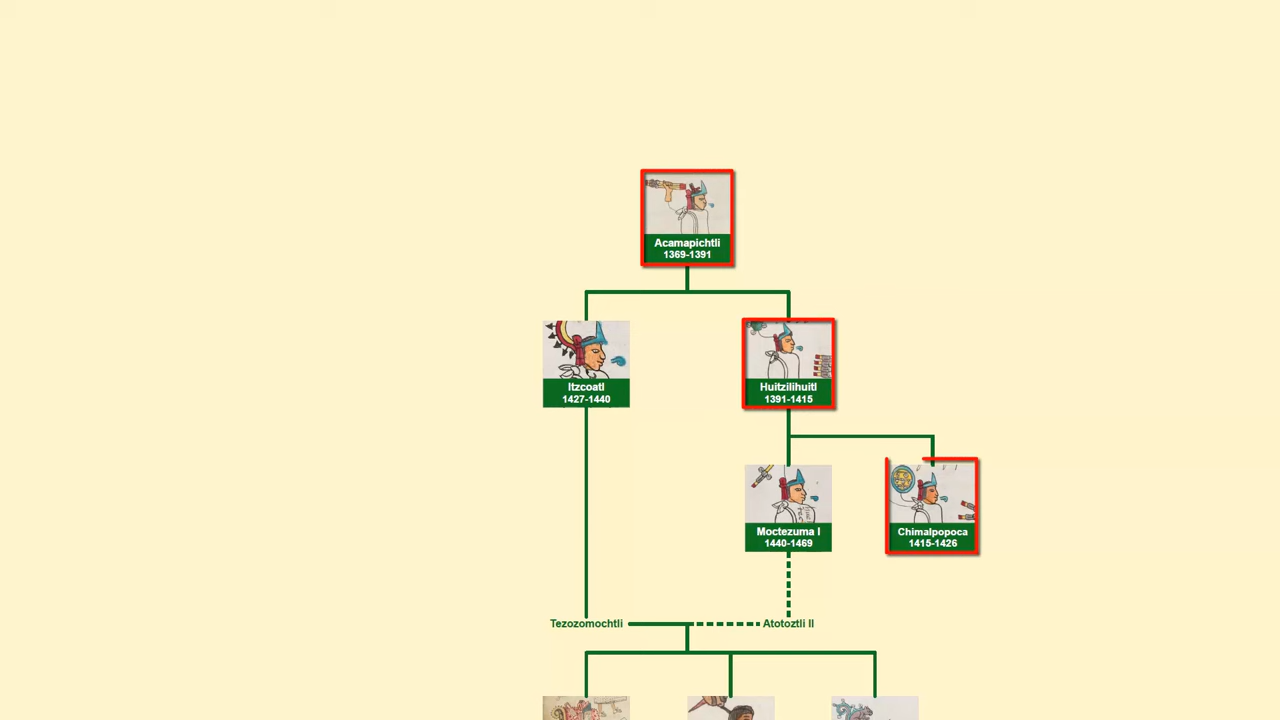 Acamapichtli
1369-1391
Itzcoatl
1427-1440
Huitzilihuitl
1391-1415
Moctezuma I
1440-1469
Chimalpopoca
1415-1426
Tezozomochtli
Atotoztli II